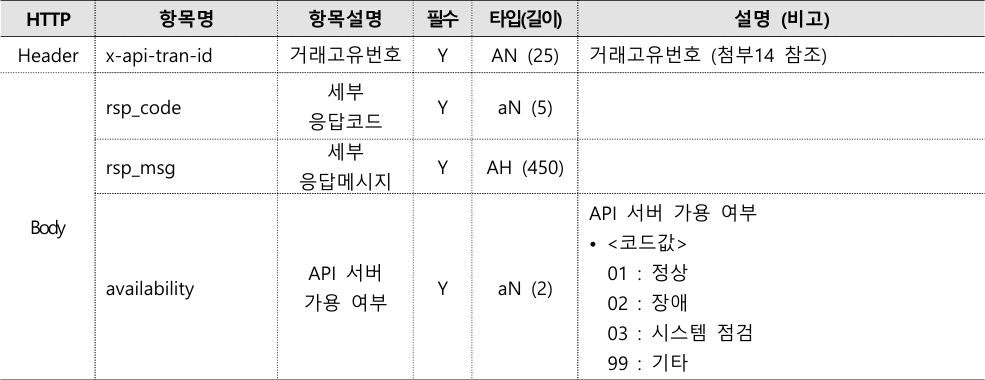 HTTP 항목명 항목설명 필수 타입(길이) 설명 (비고)
Header x-api-tran-id 거래고유번호 Y AN (25) 거래고유번호 (첨부14 참조)
Body
rsp_code 세부 응답코드 Y aN (5)
rsp_msg 세부 응답메시지 Y AH (450)
availability API 서버 가용 여부 Y aN (2) API 서버 가용 여부
• <코드값>
01 : 정상
02 : 장애
03 : 시스템 점검
99 : 기타